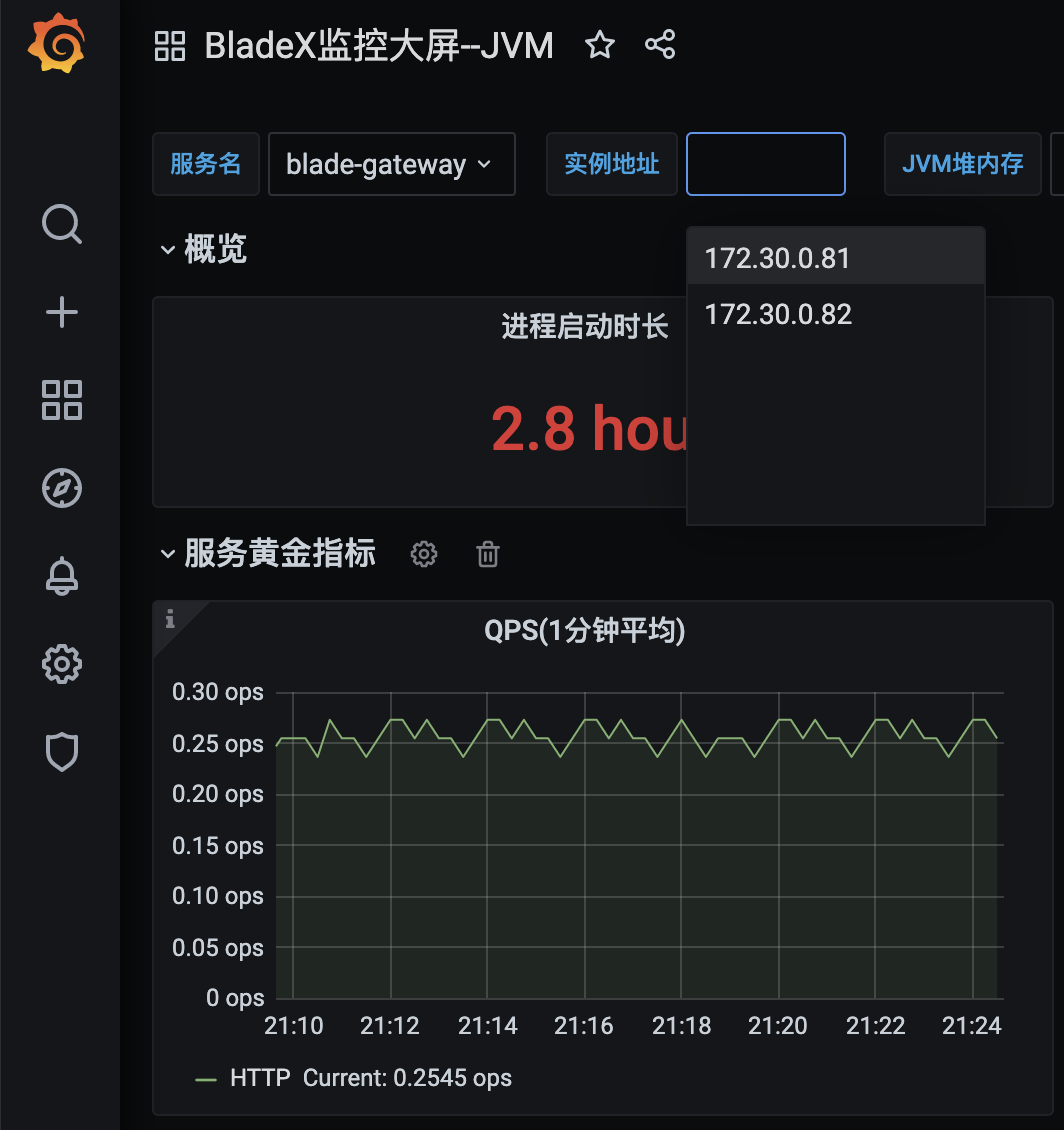 BladeX监控大屏--JVM
服务名 blade-gateway 实例地址 JVM堆内存
172.30.0.81
172.30.0.82
概览
进程启动时长
2.8 hou
服务黄金指标
QPS(1分钟平均)
0.30 ops
0.25 ops
0.20 ops
0.15 ops
0.10 ops
0.05 ops
0 ops
21:10 21:12 21:14 21:16 21:18 21:20 21:22 21:24
HTTP Current: 0.2545 ops